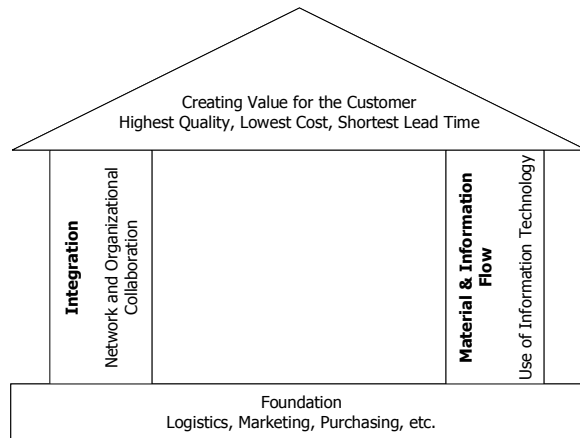 Creating Value for the Customer
Highest Quality, Lowest Cost, Shortest Lead Time
Integration
Network and Organizational
Collaboration
Material & Information
Flow
Use of Information Technology
Foundation
Logistics, Marketing, Purchasing, etc.